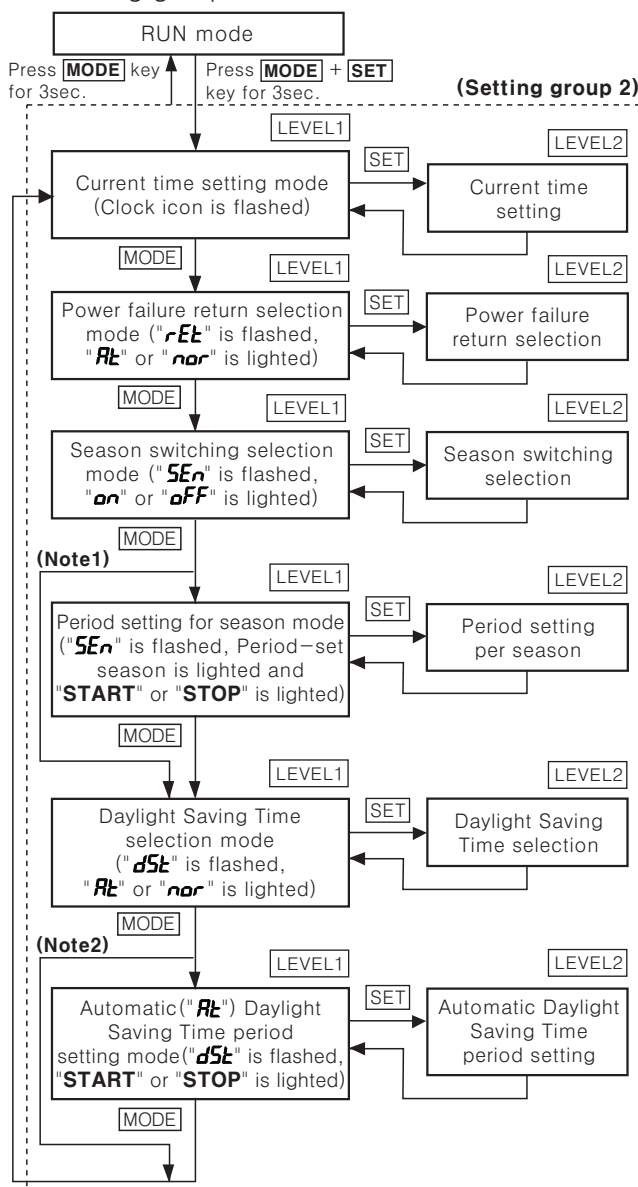 RUN mode
Press MODE key
for 3sec.
Press MODE + SET
key for 3sec.
(Setting group 2)
LEVEL1
Current time setting mode
(Clock icon is flashed)
SET
LEVEL2
Current time
setting
MODE
LEVEL1
Power failure return selection
mode ("rEt" is flashed,
"At" or "nor" is lighted)
SET
LEVEL2
Power failure
return selection
MODE
LEVEL1
Season switching selection
mode ("SEn" is flashed,
"on" or "oFF" is lighted)
SET
LEVEL2
Season switching
selection
MODE
(Note1)
LEVEL1
Period setting for season mode
("SEn" is flashed, Period-set
season is lighted and
"START" or "STOP" is lighted)
SET
LEVEL2
Period setting
per season
MODE
LEVEL1
Daylight Saving Time
selection mode
("dSt" is flashed,
"At" or "nor" is lighted)
SET
LEVEL2
Daylight Saving
Time selection
MODE
(Note2)
LEVEL1
Automatic("At") Daylight
Saving Time period
setting mode("dSt" is flashed,
"START" or "STOP" is lighted)
SET
LEVEL2
Automatic Daylight
Saving Time
period setting
MODE